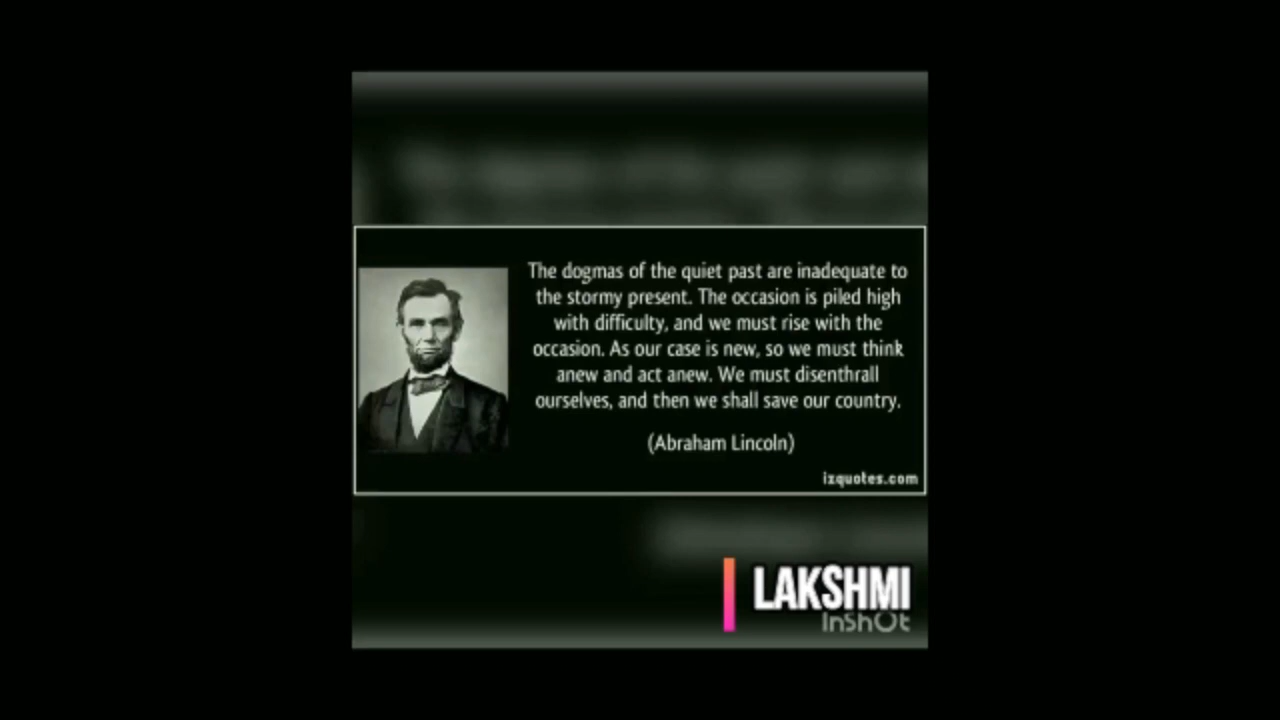 The dogmas of the quiet past are inadequate to
the stormy present. The occasion is piled high
with difficulty, and we must rise with the
occasion. As our case is new, so we must think
anew and act anew. We must disenthrall
ourselves, and then we shall save our country.
(Abraham Lincoln)
izquotes.com
LAKSHMI
InShOt